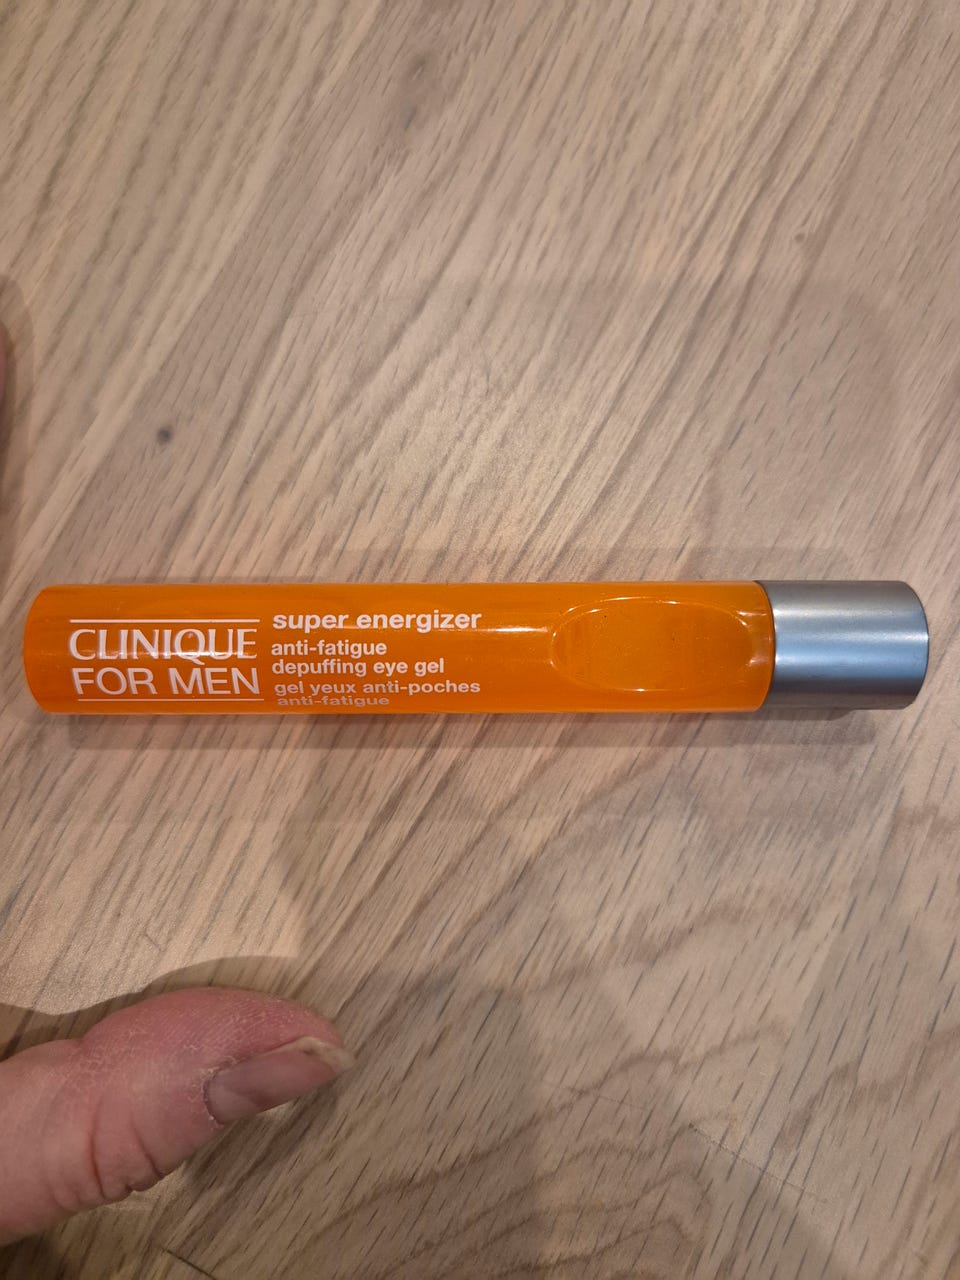 CLINIQUE
FOR MEN
super energizer
anti-fatigue
depuffing eye gel
gel yeux anti-poches
anti-fatigue